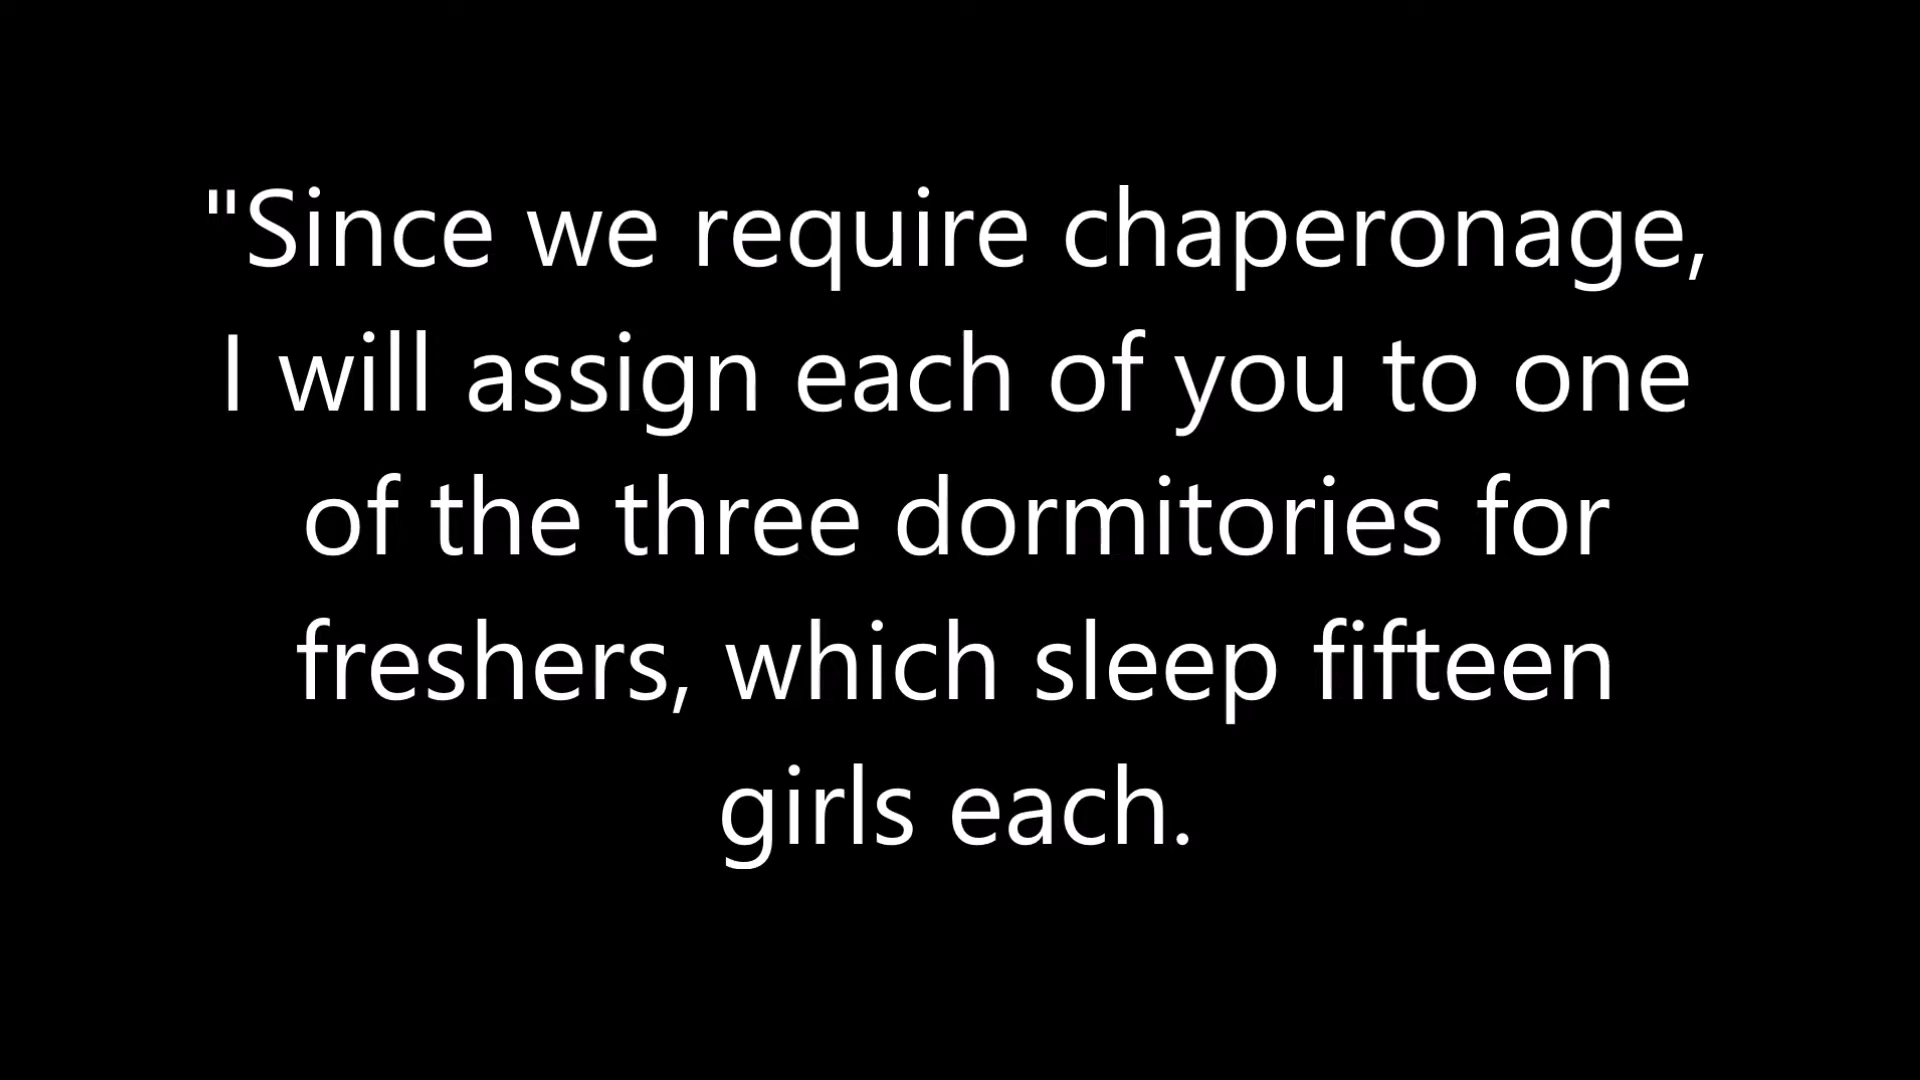 "Since we require chaperonage,
I will assign each of you to one
of the three dormitories for
freshers, which sleep fifteen
girls each.